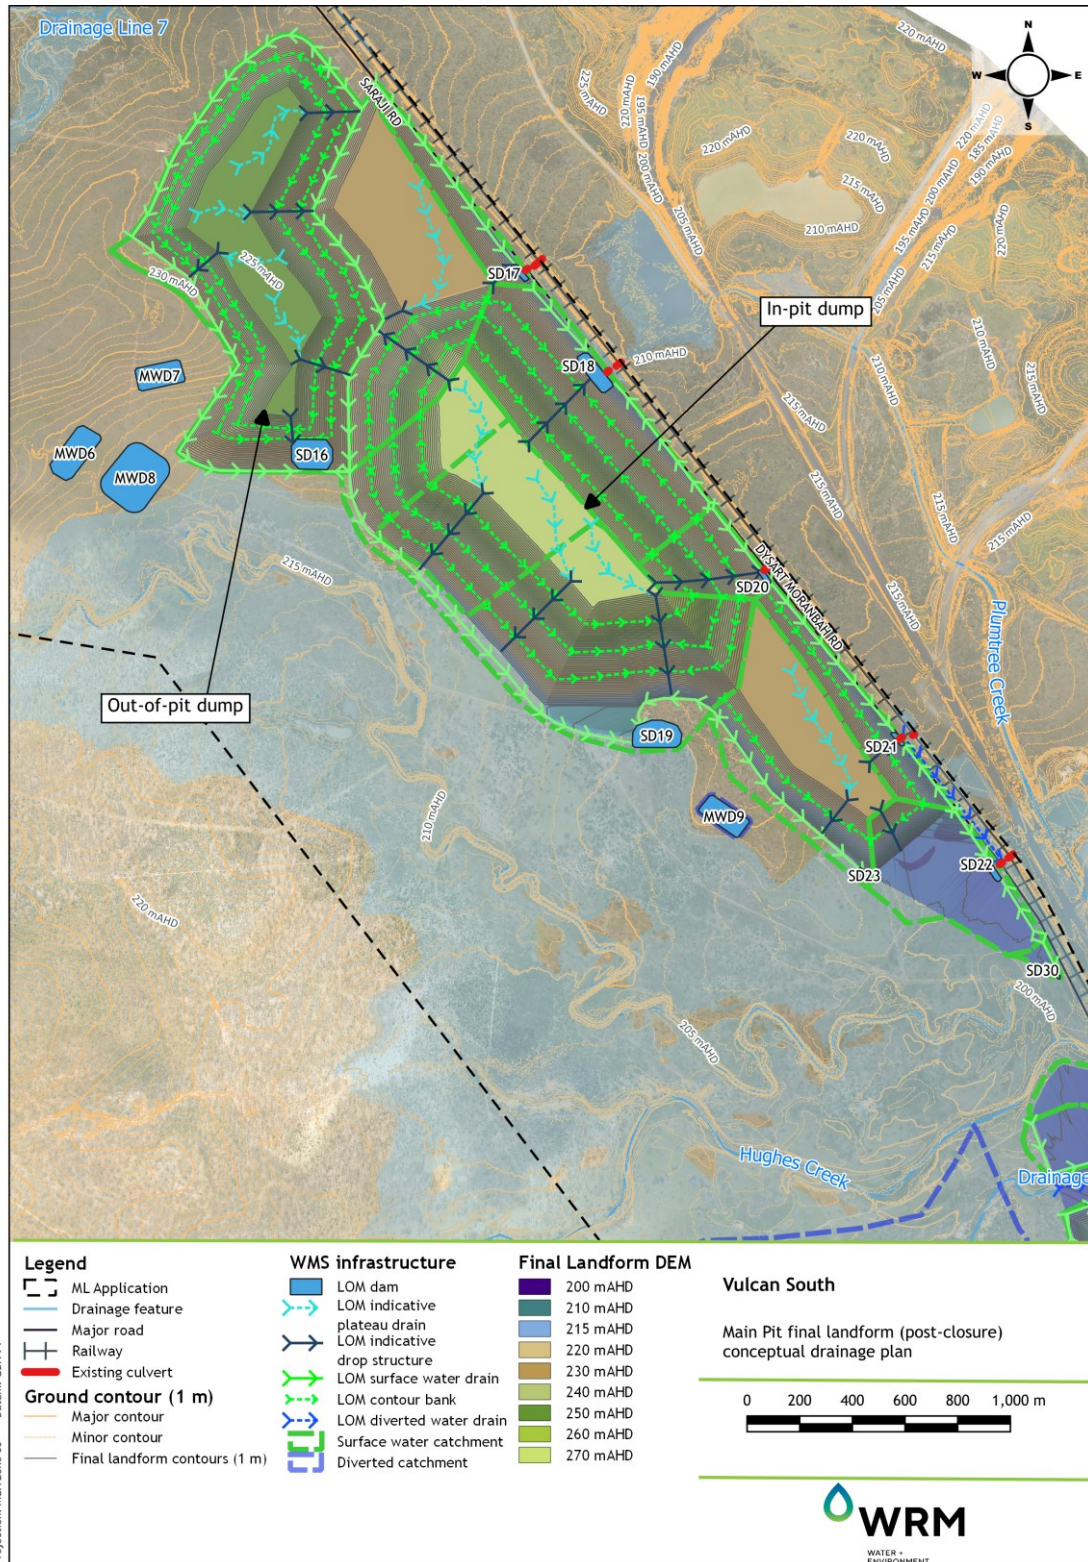 Drainage Line 7
N
W
E
S
SARAJI RD
220 mAHD
225 mAHD
190 mAHD
220 mAHD
195 mAHD
200 mAHD
205 mAHD
220 mAHD
220 mAHD
215 mAHD
210 mAHD
210 mAHD
220 mAHD
185 mAHD
190 mAHD
200 mAHD
195 mAHD
215 mAHD
205 mAHD
220 mAHD
225 mAHD
230 mAHD
SD17
In-pit dump
SD18
210 mAHD
210 mAHD
210 mAHD
215 mAHD
MWD7
MWD6
MWD8
SD16
215 mAHD
215 mAHD
215 mAHD
215 mAHD
215 mAHD
215 mAHD
DYSART MORANBAH RD
SD20
Plumtree Creek
Out-of-pit dump
SD19
SD21
210 mAHD
MWD9
SD23
SD22
220 mAHD
SD30
200 mAHD
205 mAHD
Hughes Creek
Drainage
Legend
ML Application
Drainage feature
Major road
Railway
Existing culvert
Ground contour (1 m)
Major contour
Minor contour
Final landform contours (1 m)
WMS infrastructure
LOM dam
LOM indicative
plateau drain
LOM indicative
drop structure
LOM surface water drain
LOM contour bank
LOM diverted water drain
Surface water catchment
Diverted catchment
Final Landform DEM
200 mAHD
210 mAHD
215 mAHD
220 mAHD
230 mAHD
240 mAHD
250 mAHD
260 mAHD
270 mAHD
Vulcan South
Main Pit final landform (post-closure)
conceptual drainage plan
0 200 400 600 800 1,000 m
WRM
WATER +
ENVIRONMENT